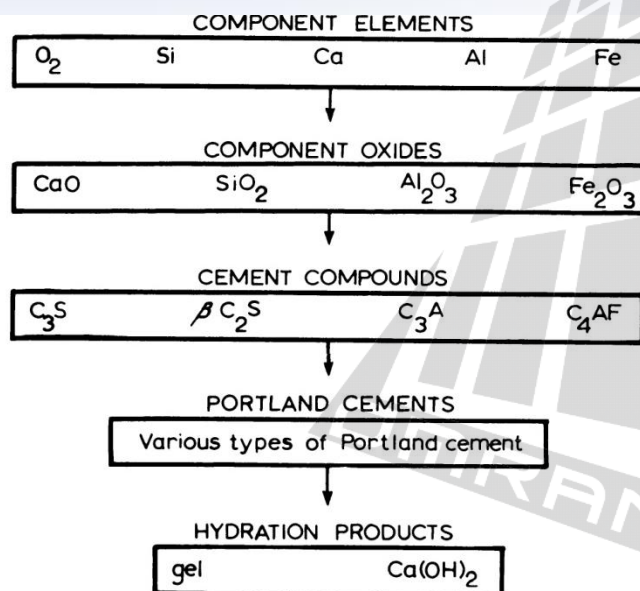 COMPONENT ELEMENTS
O₂ Si Ca Al Fe
COMPONENT OXIDES
CaO SiO₂ Al₂O₃ Fe₂O₃
CEMENT COMPOUNDS
C₃S βC₂S C₃A C₄AF
PORTLAND CEMENTS
Various types of Portland cement
HYDRATION PRODUCTS
gel Ca(OH)₂